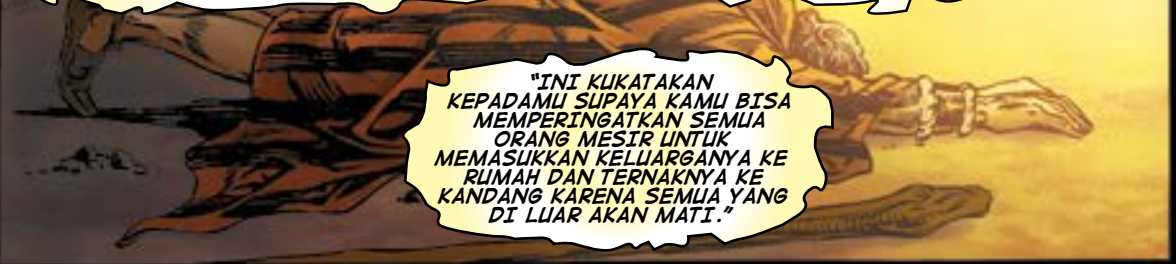 "INI KUKATAKAN
KEPADAMU SUPAYA KAMU BISA
MEMPERINGATKAN SEMUA
ORANG MESIR UNTUK
MEMASUKKAN KELUARGANYA KE
RUMAH DAN TERNAKNYA KE
KANDANG KARENA SEMUA YANG
DI LUAR AKAN MATI."